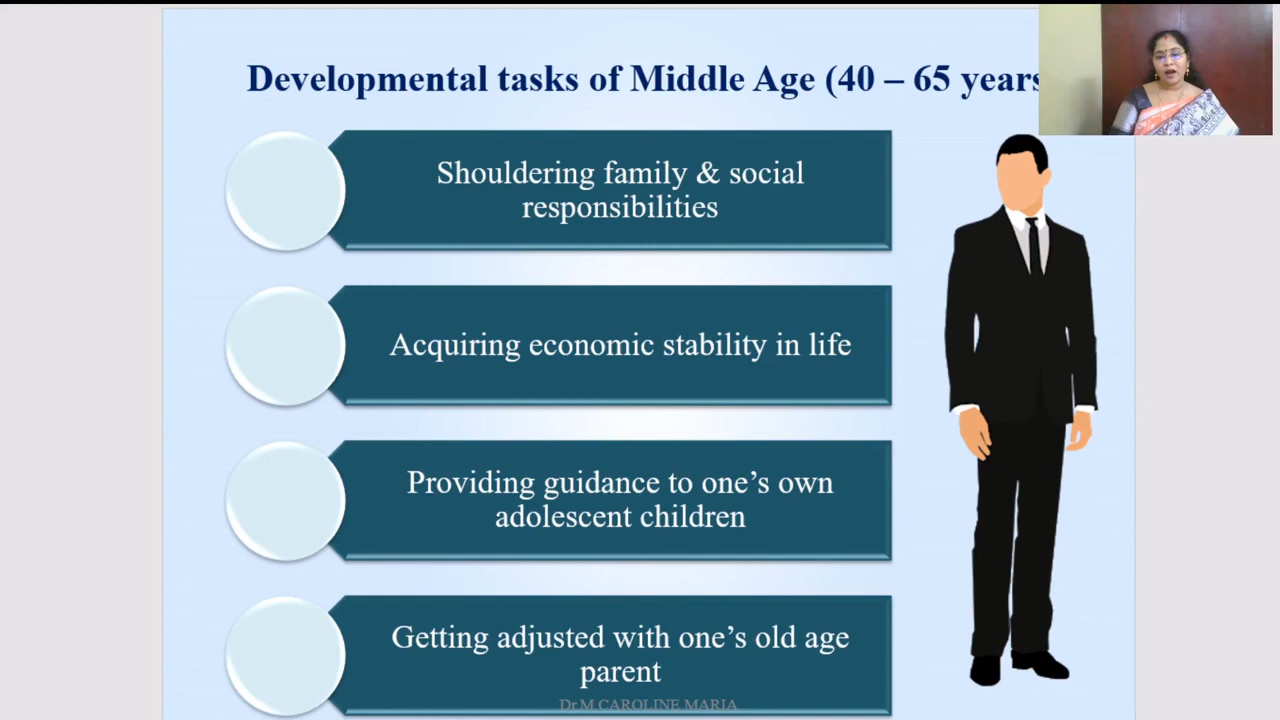 Developmental tasks of Middle Age (40 – 65 years
Shouldering family & social
responsibilities
Acquiring economic stability in life
Providing guidance to one’s own
adolescent children
Getting adjusted with one’s old age
parent
Dr.M.CAROLINE MARIA